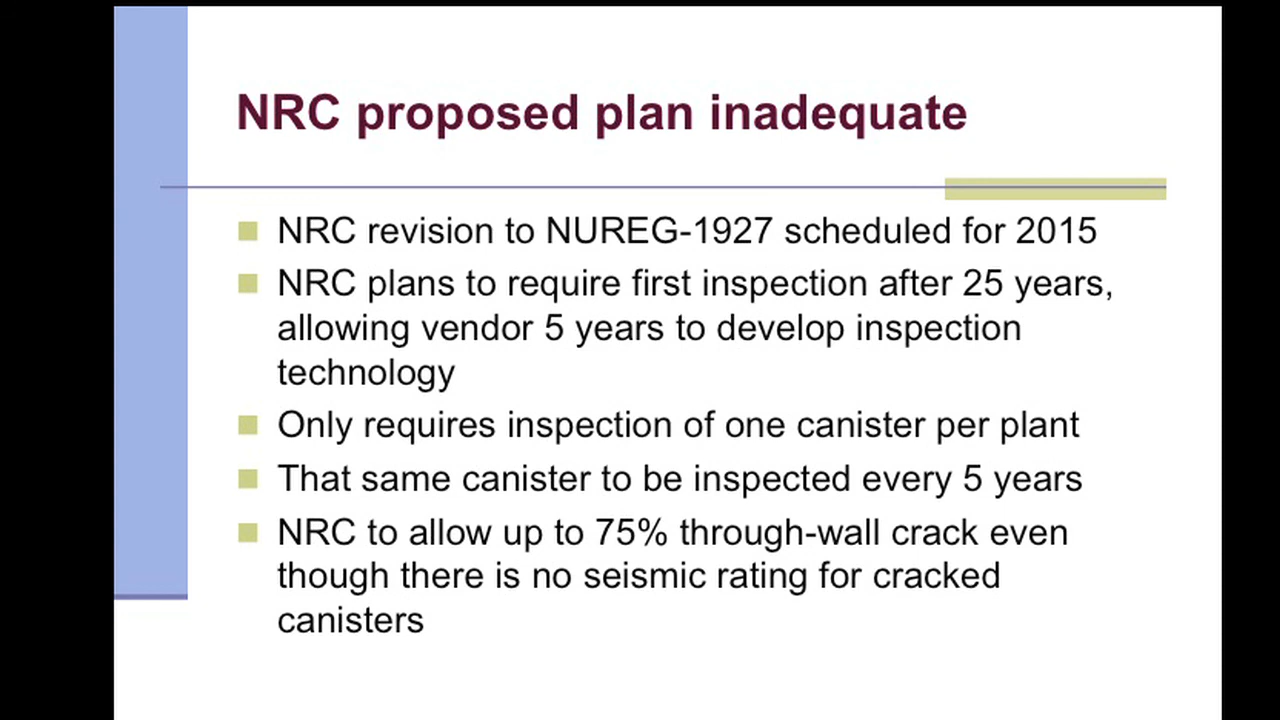 NRC proposed plan inadequate
NRC revision to NUREG-1927 scheduled for 2015
NRC plans to require first inspection after 25 years,
allowing vendor 5 years to develop inspection
technology
Only requires inspection of one canister per plant
That same canister to be inspected every 5 years
NRC to allow up to 75% through-wall crack even
though there is no seismic rating for cracked
canisters